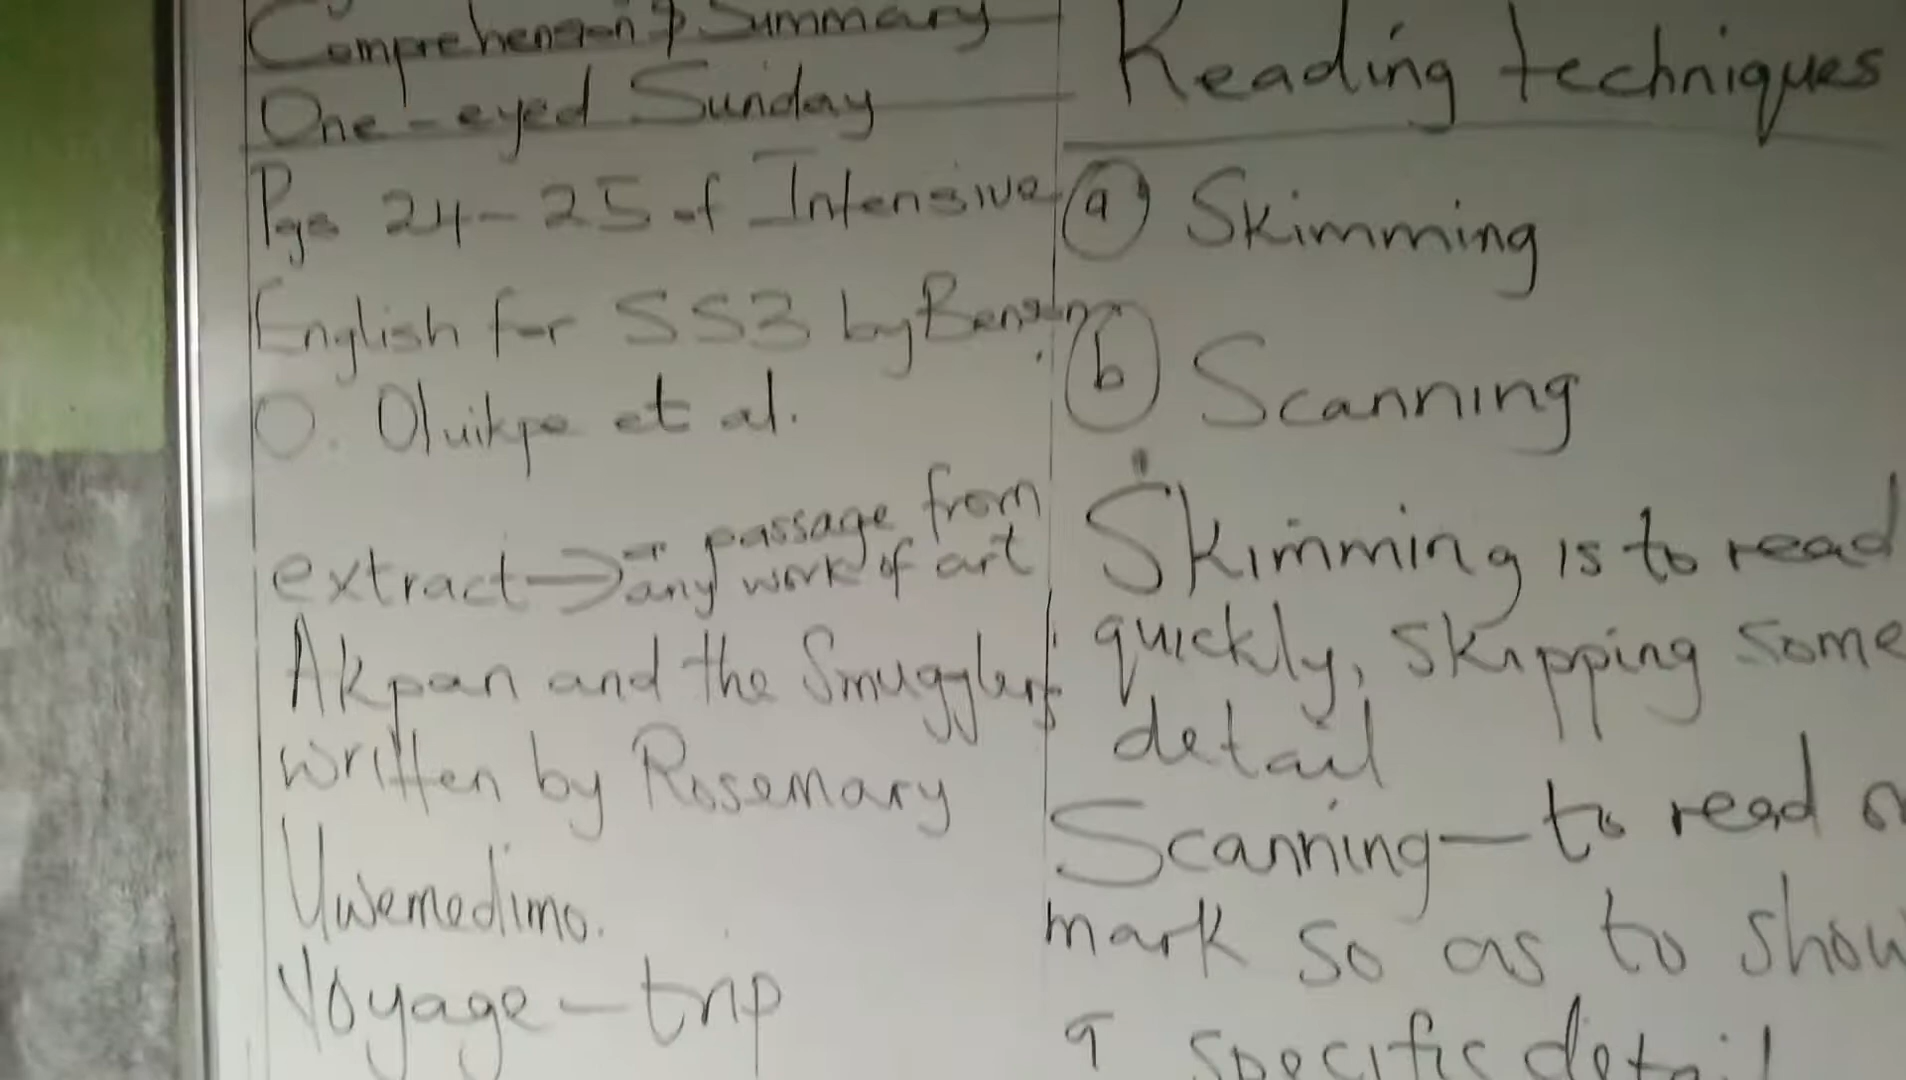 Comprehension & Summary
One-eyed Sunday
Pgs 24-25 of Intensive
English for SS3 by Benson
O. Oluikpe et al.
extract → a passage from
any work of art
Akpan and the Smugglers
written by Rosemary
Uwemedimo.
Voyage - trip
Reading techniques
(a) Skimming
(b) Scanning
Skimming is to read
quickly, skipping some
detail
Scanning - to read
mark so as to show
a specific detail